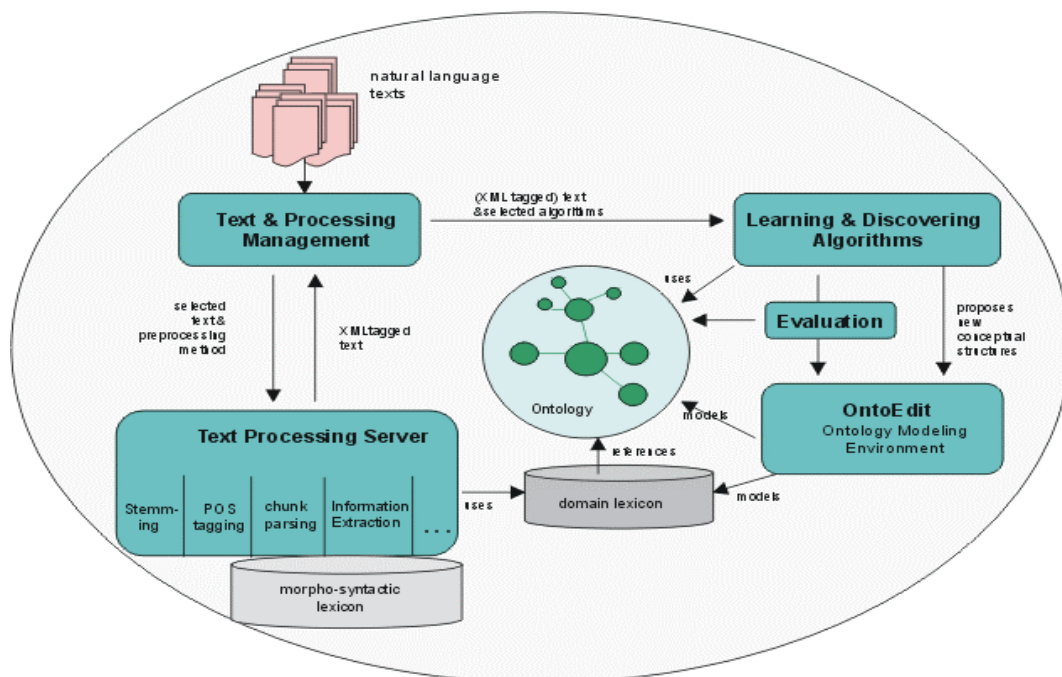 natural language
texts
Text & Processing
Management
(XML tagged) text
& selected algorithms
Learning & Discovering
Algorithms
selected
text &
preprocessing
method
XML tagged
text
uses
Evaluation
proposes
new
conceptual
structures
Ontology
models
OntoEdit
Ontology Modeling
Environment
Text Processing Server
Stemm-
ing
POS
tagging
chunk
parsing
Information
Extraction
...
uses
references
domain lexicon
models
morpho-syntactic
lexicon